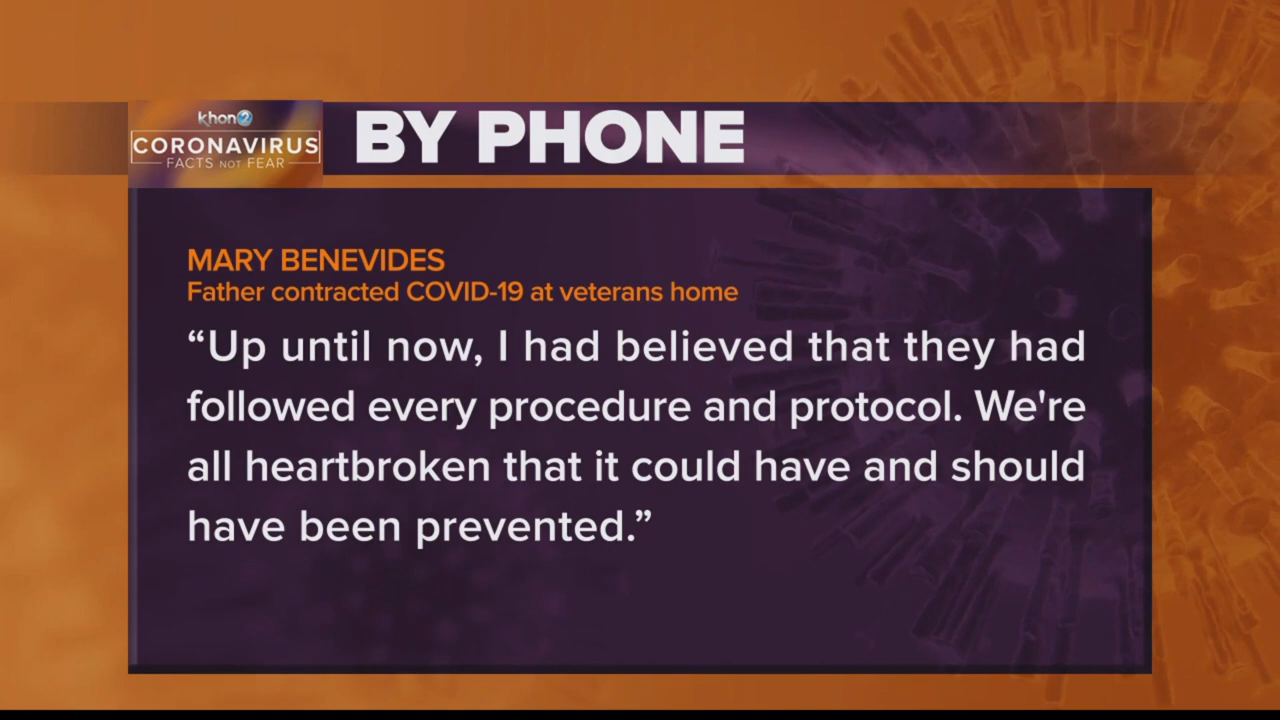 khon2
CORONAVIRUS
FACTS NOT FEAR
BY PHONE
MARY BENEVIDES
Father contracted COVID-19 at veterans home
“Up until now, I had believed that they had
followed every procedure and protocol. We're
all heartbroken that it could have and should
have been prevented.”